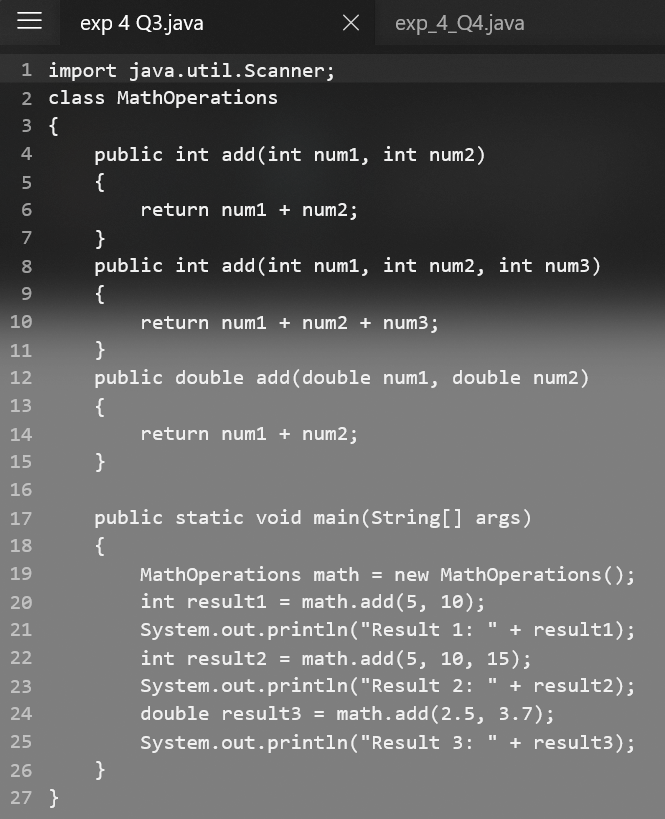 exp 4 Q3.java exp_4_Q4.java
1 import java.util.Scanner;
2 class MathOperations
3 {
4     public int add(int num1, int num2)
5     {
6         return num1 + num2;
7     }
8     public int add(int num1, int num2, int num3)
9     {
10         return num1 + num2 + num3;
11     }
12     public double add(double num1, double num2)
13     {
14         return num1 + num2;
15     }
16
17     public static void main(String[] args)
18     {
19         MathOperations math = new MathOperations();
20         int result1 = math.add(5, 10);
21         System.out.println("Result 1: " + result1);
22         int result2 = math.add(5, 10, 15);
23         System.out.println("Result 2: " + result2);
24         double result3 = math.add(2.5, 3.7);
25         System.out.println("Result 3: " + result3);
26     }
27 }